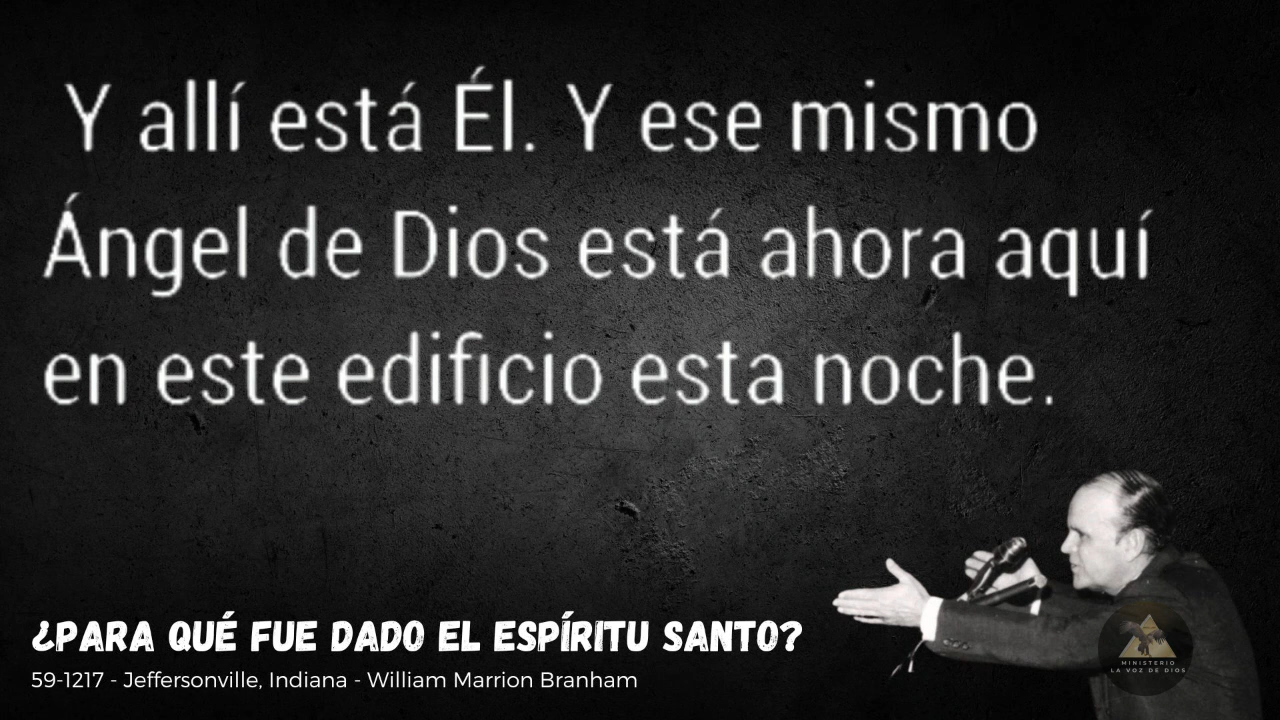 Y allí está Él. Y ese mismo
Ángel de Dios está ahora aquí
en este edificio esta noche.
¿PARA QUÉ FUE DADO EL ESPÍRITU SANTO?
59-1217 - Jeffersonville, Indiana - William Marrion Branham
MINISTERIO
LA VOZ DE DIOS